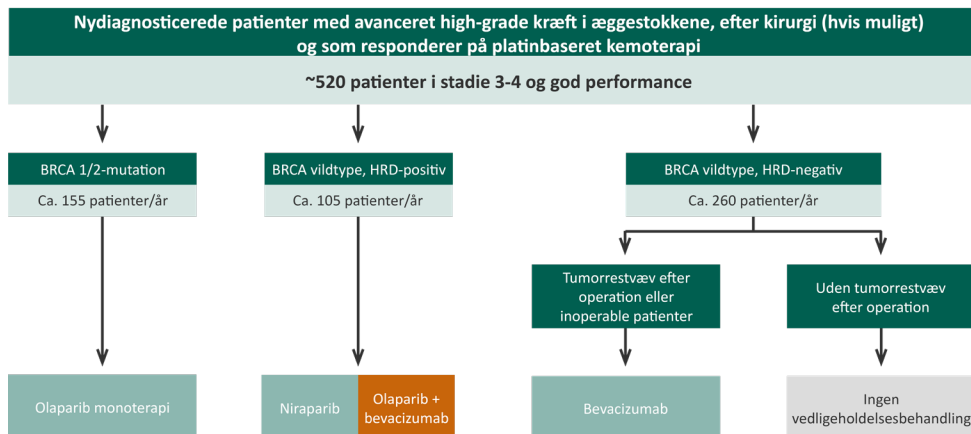 Nydiagnosticerede patienter med avanceret high-grade kræft i æggestokkene, efter kirurgi (hvis muligt)
og som responderer på platinbaseret kemoterapi
~520 patienter i stadie 3-4 og god performance
BRCA 1/2-mutation
Ca. 155 patienter/år
BRCA vildtype, HRD-positiv
Ca. 105 patienter/år
BRCA vildtype, HRD-negativ
Ca. 260 patienter/år
Tumorrestvæv efter
operation eller
inoperable patienter
Uden tumorrestvæv
efter operation
Olaparib monoterapi
Niraparib
Olaparib +
bevacizumab
Bevacizumab
Ingen
vedligeholdelsesbehandling